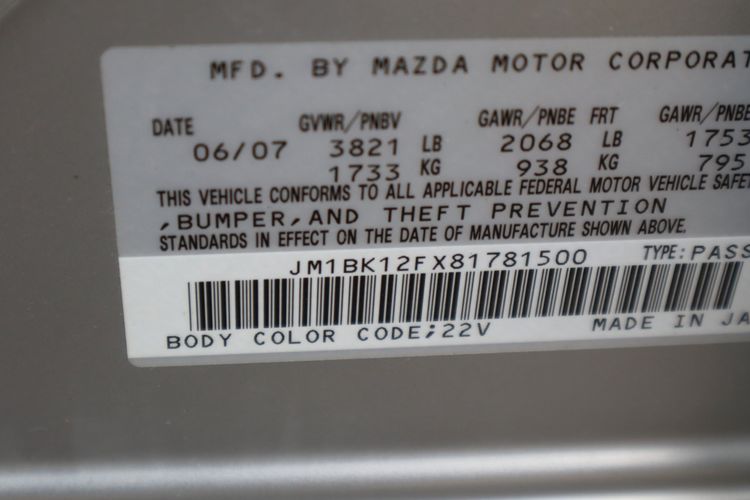 MFD. BY MAZDA MOTOR CORPORAT
DATE GVWR/PNBV GAWR/PNBE FRT GAWR/PNBE
06/07 3821 LB 2068 LB 1753
1733 KG 938 KG 795
THIS VEHICLE CONFORMS TO ALL APPLICABLE FEDERAL MOTOR VEHICLE SAFET
,BUMPER,AND THEFT PREVENTION
STANDARDS IN EFFECT ON THE DATE OF MANUFACTURE SHOWN ABOVE.
JM1BK12FX81781500 TYPE:PASS
BODY COLOR CODE;22V MADE IN JA